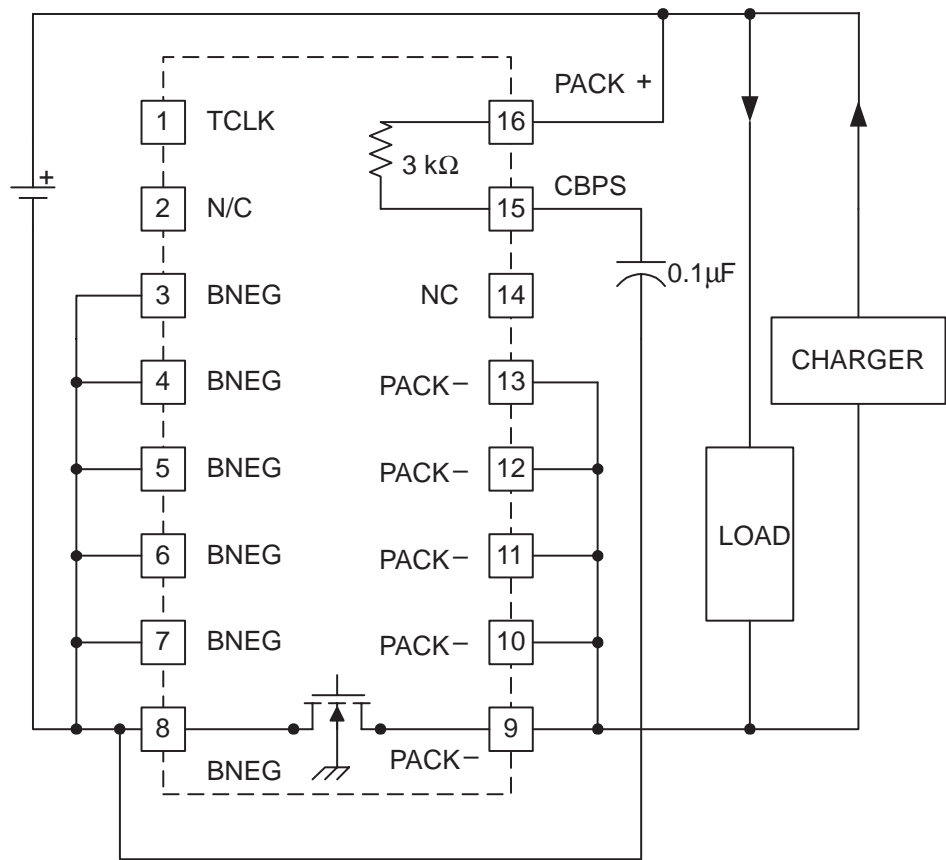 PACK +
1 TCLK 16
3 kΩ
+
CBPS
2 N/C 15
0.1μF
3 BNEG NC 14
CHARGER
4 BNEG PACK− 13
5 BNEG PACK− 12
LOAD
6 BNEG PACK− 11
7 BNEG PACK− 10
8 9
BNEG PACK−